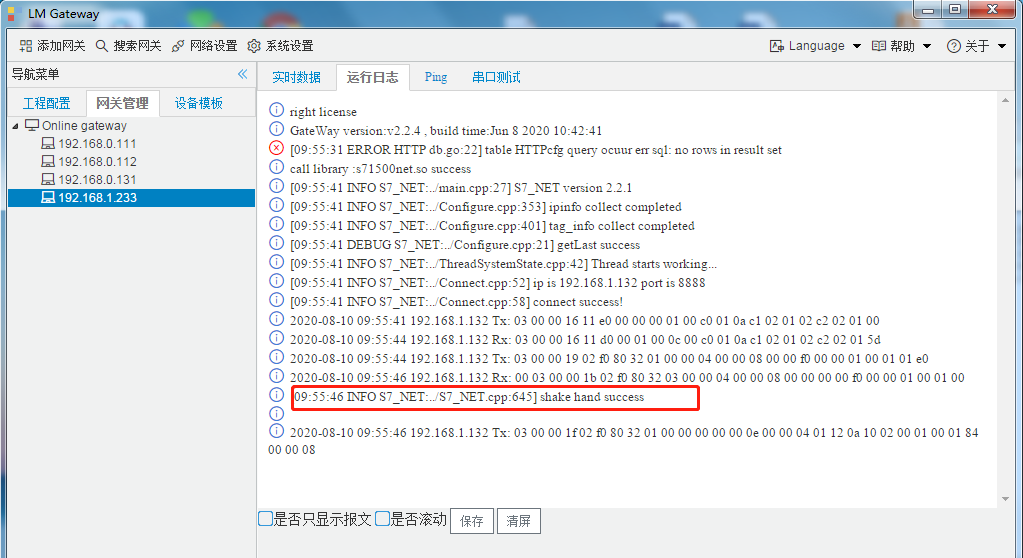 LM Gateway
添加网关 搜索网关 网络设置 系统设置 Language 帮助 关于
导航菜单
工程配置 网关管理 设备模板
Online gateway
192.168.0.111
192.168.0.112
192.168.0.131
192.168.1.233
实时数据 运行日志 Ping 串口测试
right license
GateWay version:v2.2.4 , build time:Jun 8 2020 10:42:41
[09:55:31 ERROR HTTP db.go:22] table HTTPcfg query ocuur err sql: no rows in result set
call library :s71500net.so success
[09:55:41 INFO S7_NET:../main.cpp:27] S7_NET version 2.2.1
[09:55:41 INFO S7_NET:../Configure.cpp:353] ipinfo collect completed
[09:55:41 INFO S7_NET:../Configure.cpp:401] tag_info collect completed
[09:55:41 DEBUG S7_NET:../Configure.cpp:21] getLast success
[09:55:41 INFO S7_NET:../ThreadSystemState.cpp:42] Thread starts working...
[09:55:41 INFO S7_NET:../Connect.cpp:52] ip is 192.168.1.132 port is 8888
[09:55:41 INFO S7_NET:../Connect.cpp:58] connect success!
2020-08-10 09:55:41 192.168.1.132 Tx: 03 00 00 16 11 e0 00 00 00 01 00 c0 01 0a c1 02 01 02 c2 02 01 00
2020-08-10 09:55:44 192.168.1.132 Rx: 03 00 00 16 11 d0 00 01 00 0c 00 c0 01 0a c1 02 01 02 c2 02 01 5d
2020-08-10 09:55:44 192.168.1.132 Tx: 03 00 00 19 02 f0 80 32 01 00 00 04 00 00 08 00 00 f0 00 00 01 00 01 01 e0
2020-08-10 09:55:46 192.168.1.132 Rx: 00 03 00 00 1b 02 f0 80 32 03 00 00 04 00 00 08 00 00 00 00 f0 00 00 01 00 01 00
09:55:46 INFO S7_NET:../S7_NET.cpp:645] shake hand success
2020-08-10 09:55:46 192.168.1.132 Tx: 03 00 00 1f 02 f0 80 32 01 00 00 00 00 00 0e 00 00 04 01 12 0a 10 02 00 01 00 01 84
00 00 08
是否只显示报文 是否滚动 保存 清屏